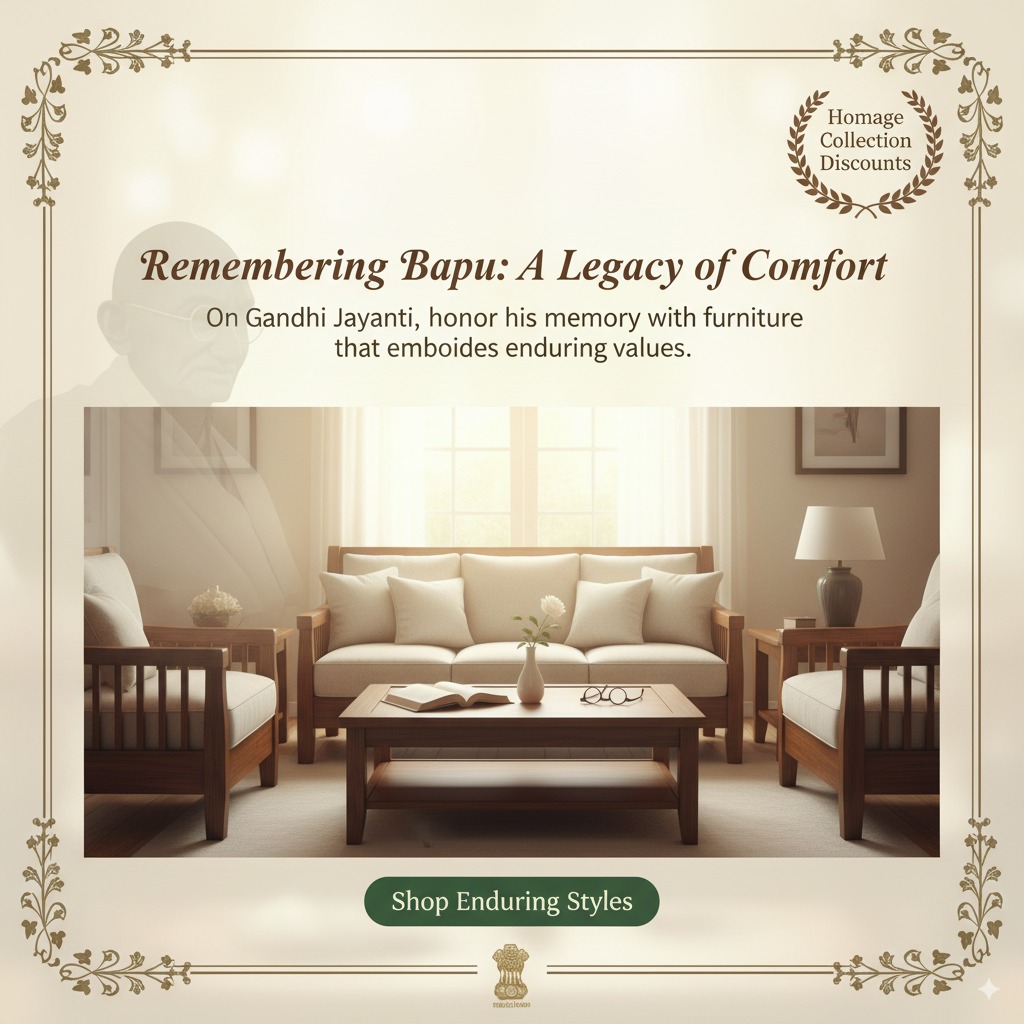 Homage
Collection
Discounts
Remembering Bapu: A Legacy of Comfort
On Gandhi Jayanti, honor his memory with furniture
that emboides enduring values.
Shop Enduring Styles